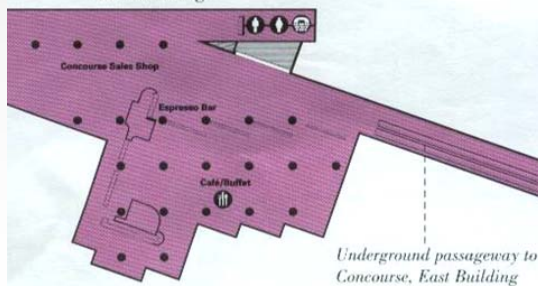 Concourse Sales Shop
Espresso Bar
Café/Buffet
Underground passageway to
Concourse, East Building